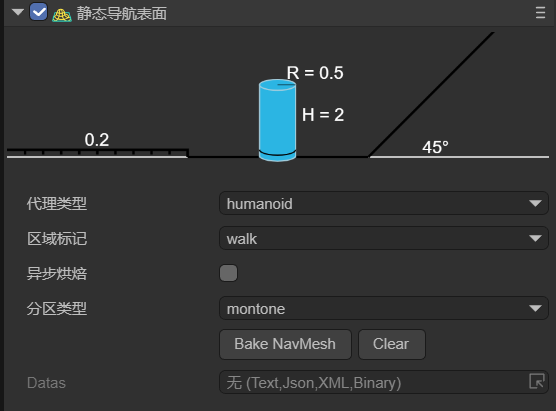 静态导航表面
R = 0.5
H = 2
0.2
45°
代理类型 humanoid
区域标记 walk
异步烘焙
分区类型 montone
Bake NavMesh Clear
Datas 无 (Text,Json,XML,Binary)